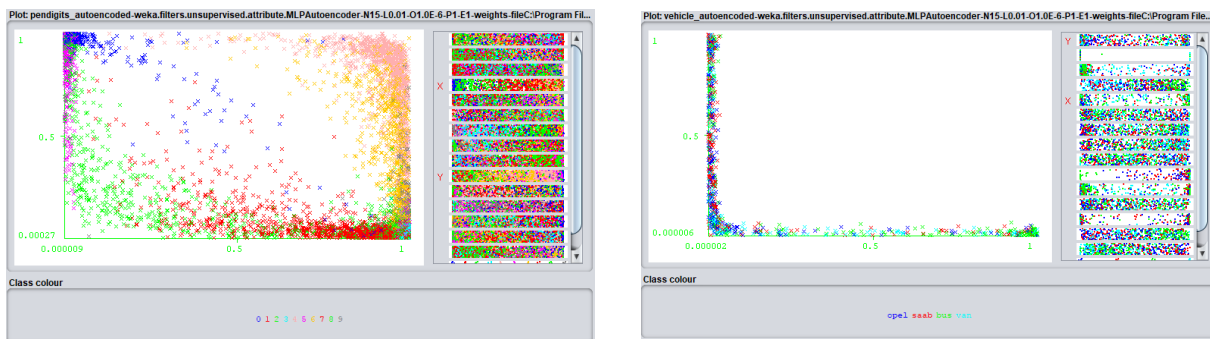 Plot: pendigits_autoencoded-weka.filters.unsupervised.attribute.MLPAutoencoder-N15-L0.01-O1.0E-6-P1-E1-weights-fileC:\Program Fil...
1
0.5
0.00027
0.000009
0.5
1
X
Y
Class colour
0 1 2 3 4 5 6 7 8 9
Plot: vehicle_autoencoded-weka.filters.unsupervised.attribute.MLPAutoencoder-N15-L0.01-O1.0E-6-P1-E1-weights-fileC:\Program File...
1
0.5
0.000006
0.000002
0.5
1
Y
X
Class colour
opel saab bus van